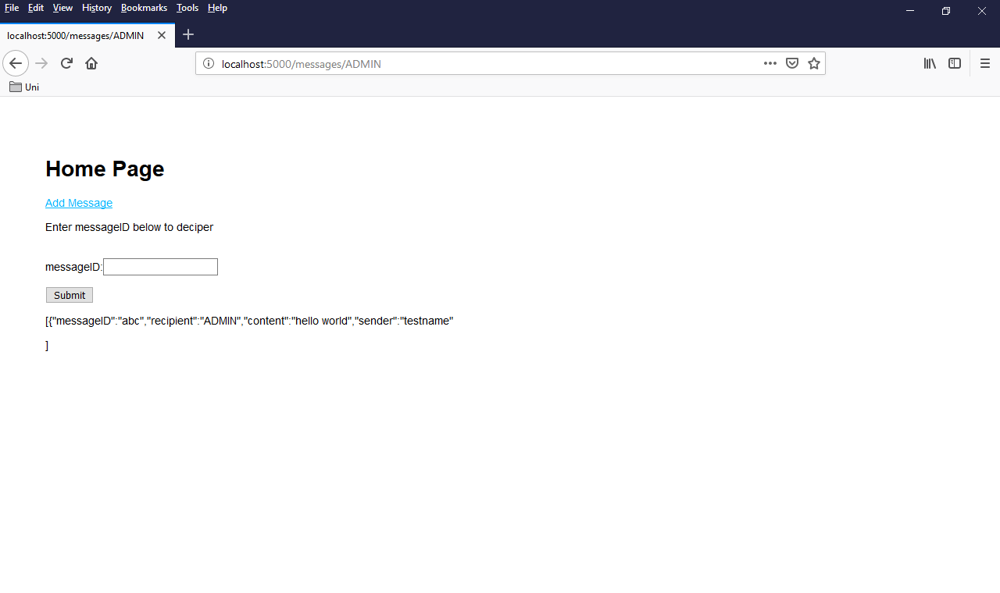 File Edit View History Bookmarks Tools Help
localhost:5000/messages/ADMIN
localhost:5000/messages/ADMIN
Uni
Home Page
Add Message
Enter messageID below to deciper
messageID:
Submit
[{"messageID":"abc","recipient":"ADMIN","content":"hello world","sender":"testname"
]